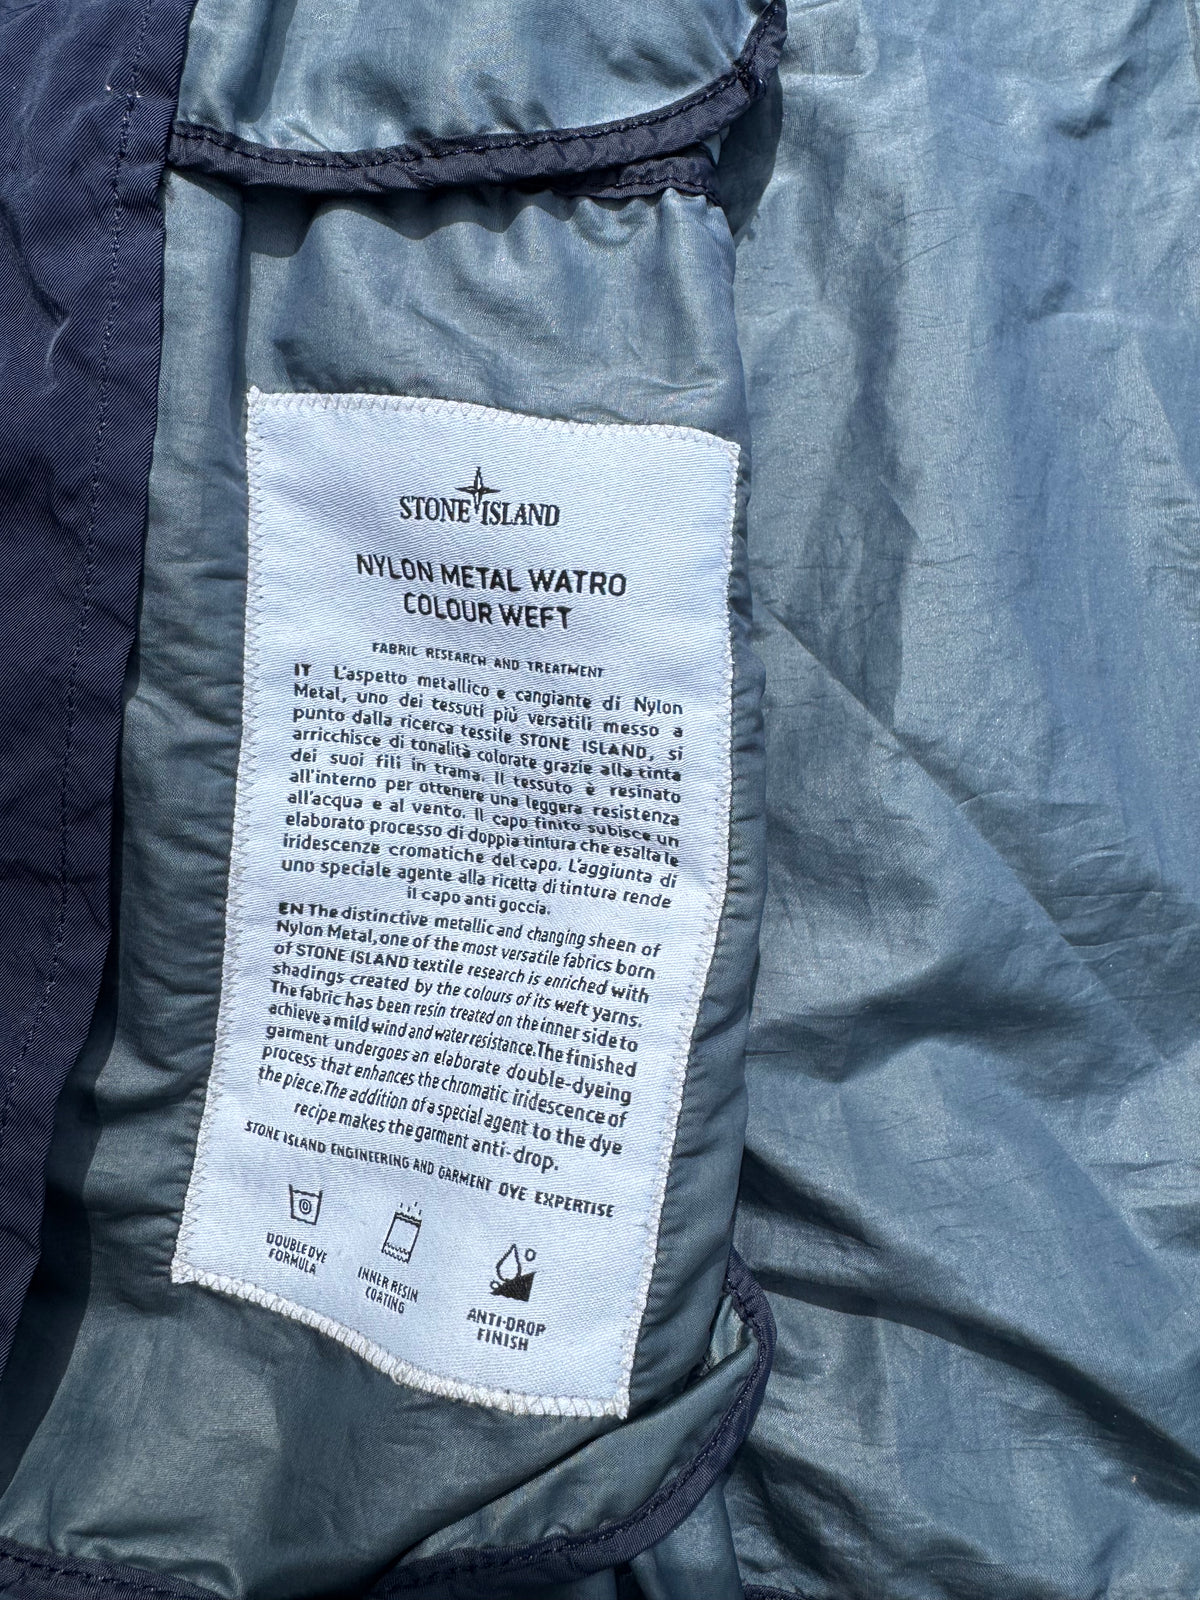 STONE ISLAND
NYLON METAL WATRO
COLOUR WEFT
FABRIC RESEARCH AND TREATMENT
IT L'aspetto metallico e cangiante di Nylon
Metal, uno dei tessuti più versatili messo a
punto dalla ricerca tessile STONE ISLAND, si
arricchisce di tonalità colorate grazie alla tinta
dei suoi fili in trama. Il tessuto è resinato
all'interno per ottenere una leggera resistenza
all'acqua e al vento. Il capo finito subisce un
elaborato processo di doppia tintura che esalta le
iridescenze cromatiche del capo. L'aggiunta di
uno speciale agente alla ricetta di tintura rende
il capo anti goccia.
EN The distinctive metallic and changing sheen of
Nylon Metal, one of the most versatile fabrics born
of STONE ISLAND textile research is enriched with
shadings created by the colours of its weft yarns.
The fabric has been resin treated on the inner side to
achieve a mild wind and water resistance. The finished
garment undergoes an elaborate double-dyeing
process that enhances the chromatic iridescence of
the piece. The addition of a special agent to the dye
recipe makes the garment anti-drop.
STONE ISLAND ENGINEERING AND GARMENT DYE EXPERTISE
DOUBLE DYE
FORMULA
INNER RESIN
COATING
ANTI-DROP
FINISH